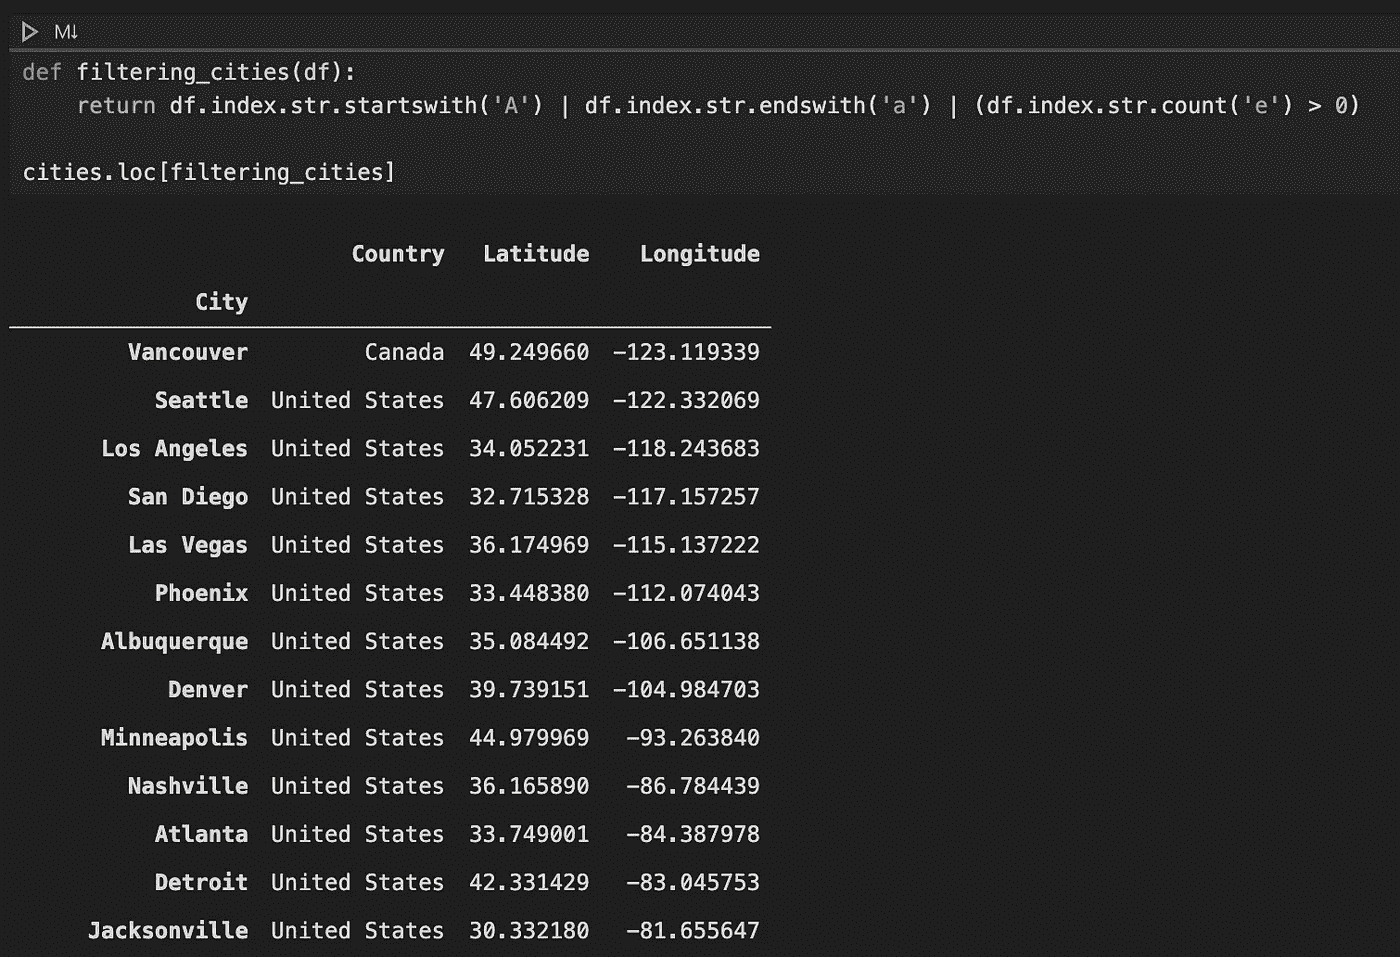 M↓
def filtering_cities(df):
    return df.index.str.startswith('A') | df.index.str.endswith('a') | (df.index.str.count('e') > 0)
cities.loc[filtering_cities]
Country Latitude Longitude
City
Vancouver Canada 49.249660 -123.119339
Seattle United States 47.606209 -122.332069
Los Angeles United States 34.052231 -118.243683
San Diego United States 32.715328 -117.157257
Las Vegas United States 36.174969 -115.137222
Phoenix United States 33.448380 -112.074043
Albuquerque United States 35.084492 -106.651138
Denver United States 39.739151 -104.984703
Minneapolis United States 44.979969 -93.263840
Nashville United States 36.165890 -86.784439
Atlanta United States 33.749001 -84.387978
Detroit United States 42.331429 -83.045753
Jacksonville United States 30.332180 -81.655647